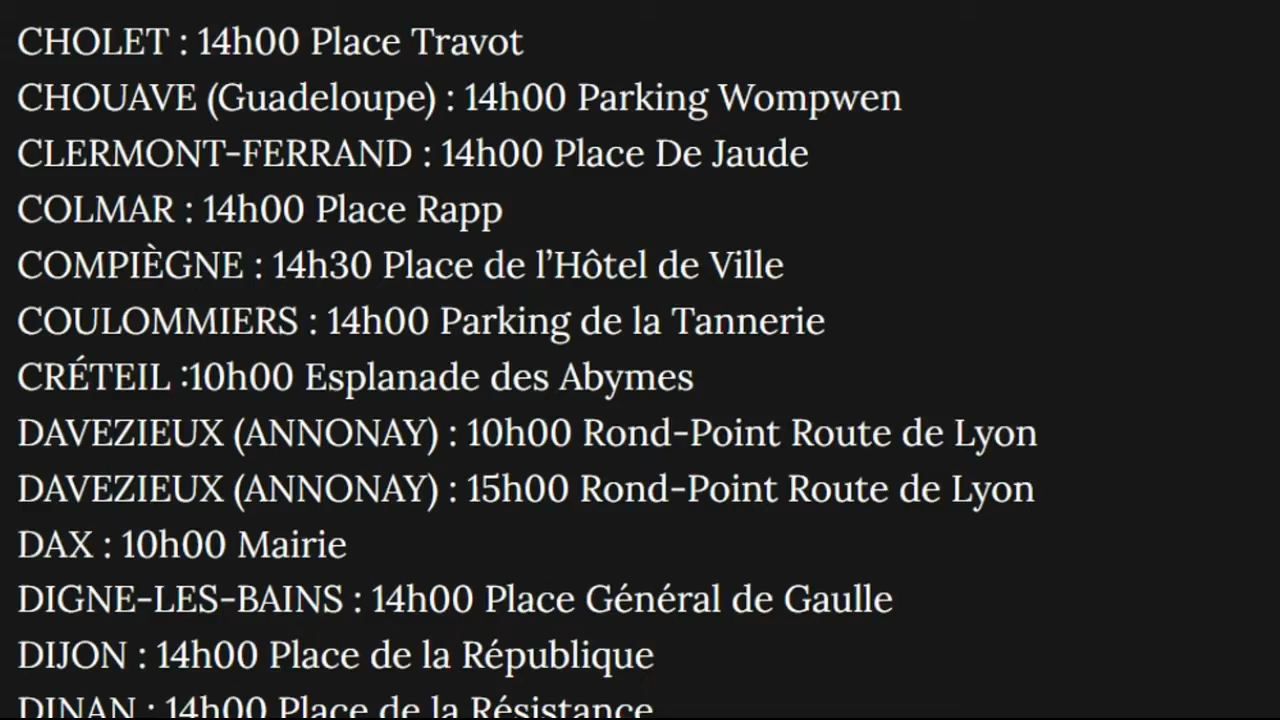 CHOLET : 14h00 Place Travot
CHOUAVE (Guadeloupe) : 14h00 Parking Wompwen
CLERMONT-FERRAND : 14h00 Place De Jaude
COLMAR : 14h00 Place Rapp
COMPIÈGNE : 14h30 Place de l’Hôtel de Ville
COULOMMIERS : 14h00 Parking de la Tannerie
CRÉTEIL :10h00 Esplanade des Abymes
DAVEZIEUX (ANNONAY) : 10h00 Rond-Point Route de Lyon
DAVEZIEUX (ANNONAY) : 15h00 Rond-Point Route de Lyon
DAX : 10h00 Mairie
DIGNE-LES-BAINS : 14h00 Place Général de Gaulle
DIJON : 14h00 Place de la République
DINAN : 14h00 Place de la Résistance